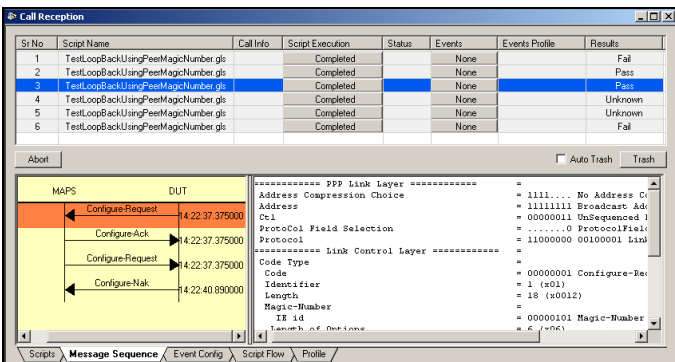 Call Reception
Sr No Script Name Call Info Script Execution Status Events Events Profile Results
1 TestLoopBackUsingPeerMagicNumber.gls Completed None Fail
2 TestLoopBackUsingPeerMagicNumber.gls Completed None Pass
3 TestLoopBackUsingPeerMagicNumber.gls Completed None Pass
4 TestLoopBackUsingPeerMagicNumber.gls Completed None Unknown
5 TestLoopBackUsingPeerMagicNumber.gls Completed None Unknown
6 TestLoopBackUsingPeerMagicNumber.gls Completed None Fail
Abort Auto Trash Trash
MAPS DUT
Configure-Request 14:22:37.375000
Configure-Ack 14:22:37.375000
Configure-Request 14:22:37.375000
Configure-Nak 14:22:40.890000
============ PPP Link Layer ============ =
Address Compression Choice = 1111.... No Address
Address = 11111111 Broadcast
Ctl = 00000011 UnSequenced
ProtoCol Field Selection = .......0
Protocol = 11000000 00100001
============ Link Control Layer ============ =
Code Type =
Code = 00000001
Identifier = 1 (x01)
Length = 18 (x0012)
Magic-Number =
IE id = 00000101 Magic-Number
Length of Options = 6 (x06)
Scripts Message Sequence Event Config Script Flow Profile